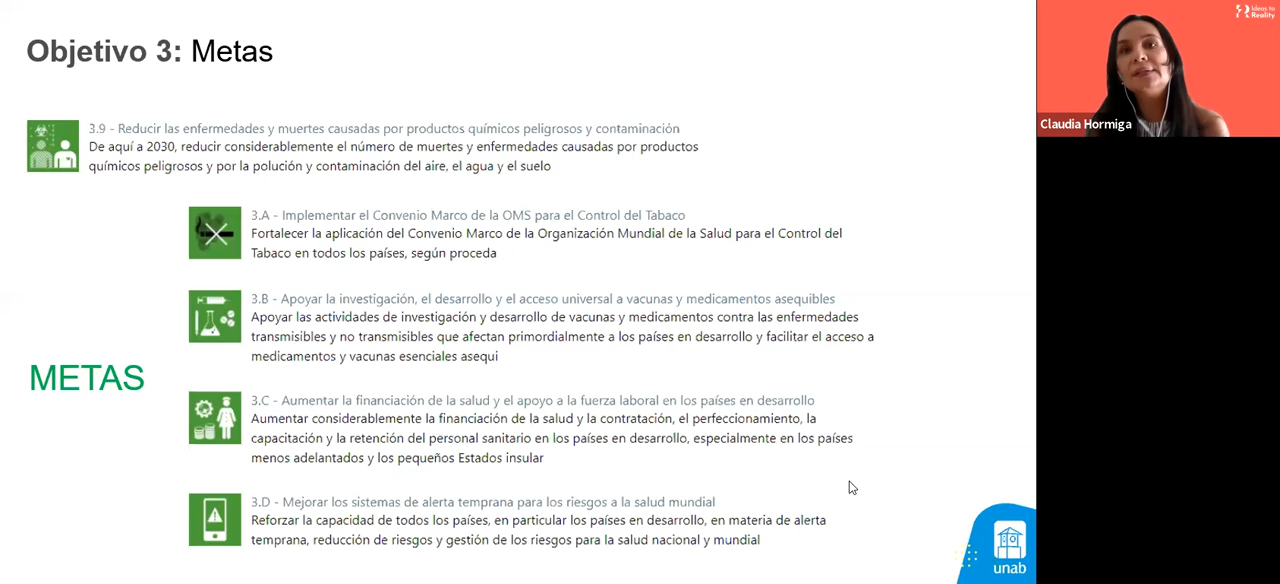 Objetivo 3: Metas
3.9 - Reducir las enfermedades y muertes causadas por productos químicos peligrosos y contaminación
De aquí a 2030, reducir considerablemente el número de muertes y enfermedades causadas por productos
químicos peligrosos y por la polución y contaminación del aire, el agua y el suelo
3.A - Implementar el Convenio Marco de la OMS para el Control del Tabaco
Fortalecer la aplicación del Convenio Marco de la Organización Mundial de la Salud para el Control del
Tabaco en todos los países, según proceda
3.B - Apoyar la investigación, el desarrollo y el acceso universal a vacunas y medicamentos asequibles
Apoyar las actividades de investigación y desarrollo de vacunas y medicamentos contra las enfermedades
transmisibles y no transmisibles que afectan primordialmente a los países en desarrollo y facilitar el acceso a
medicamentos y vacunas esenciales asequi
METAS
3.C - Aumentar la financiación de la salud y el apoyo a la fuerza laboral en los países en desarrollo
Aumentar considerablemente la financiación de la salud y la contratación, el perfeccionamiento, la
capacitación y la retención del personal sanitario en los países en desarrollo, especialmente en los países
menos adelantados y los pequeños Estados insular
3.D - Mejorar los sistemas de alerta temprana para los riesgos a la salud mundial
Reforzar la capacidad de todos los países, en particular los países en desarrollo, en materia de alerta
temprana, reducción de riesgos y gestión de los riesgos para la salud nacional y mundial
unab
Ideas to
Reality
Claudia Hormiga